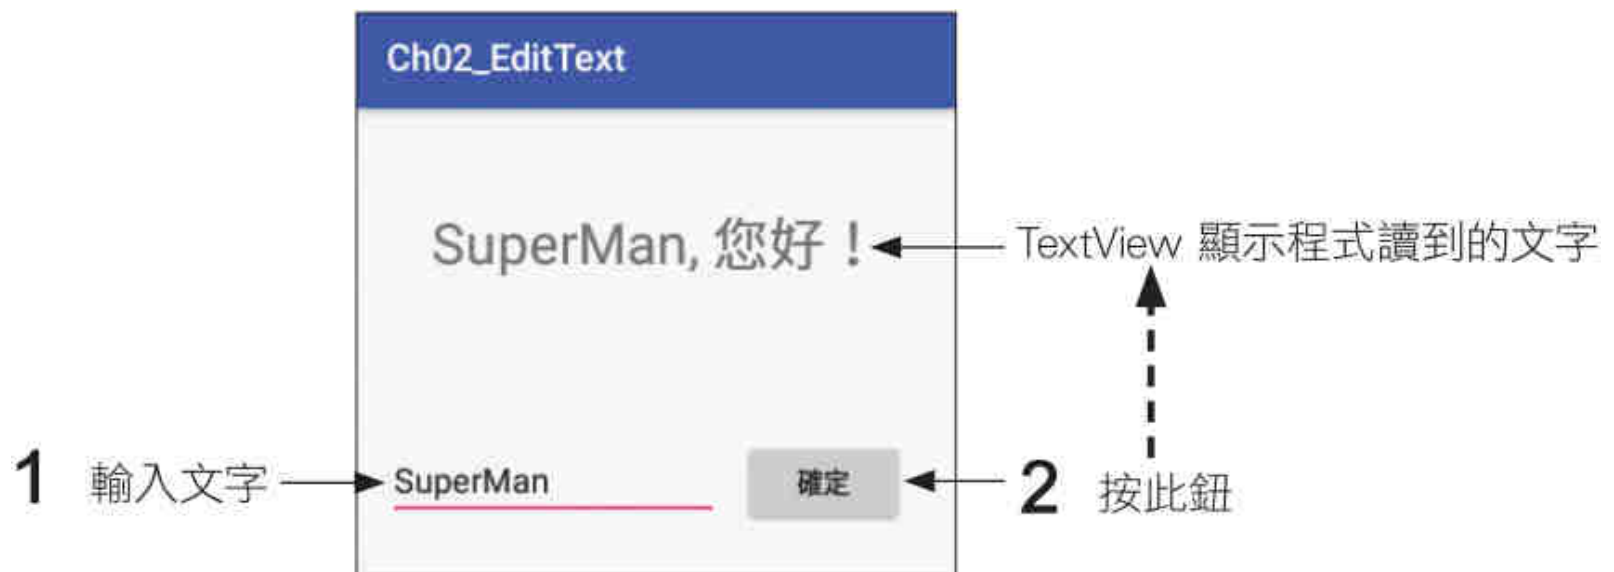 Ch02_EditText
SuperMan, 您好！
TextView 顯示程式讀到的文字
1 輸入文字
SuperMan
確定
2 按此鈕